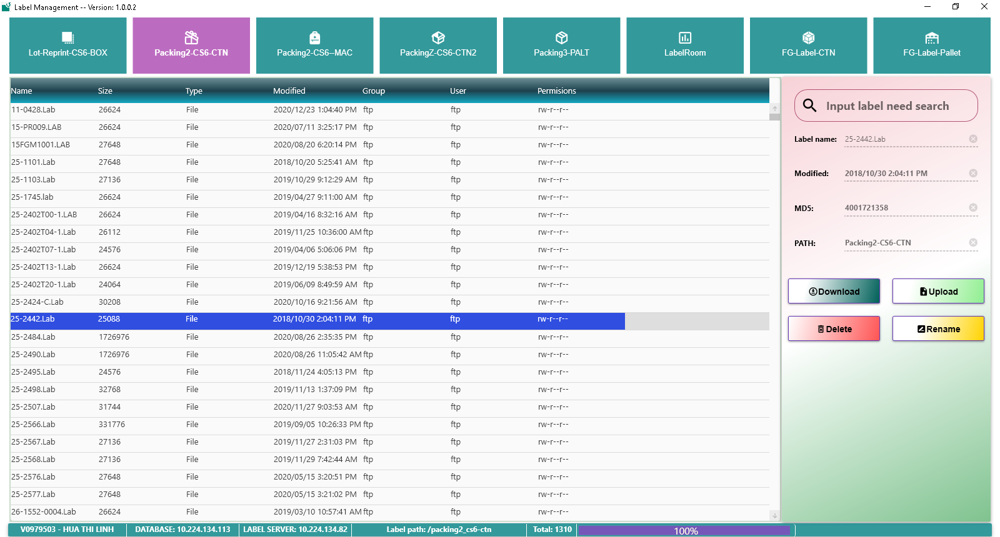 Label Management -- Version: 1.0.0.2
Lot-Reprint-CS6-BOX
Packing2-CS6-CTN
Packing2-CS6--MAC
PackingZ-CS6-CTN2
Packing3-PALT
LabelRoom
FG-Label-CTN
FG-Label-Pallet
Name Size Type Modified Group User Permisions
11-0428.Lab 26624 File 2020/12/23 1:04:40 PM ftp ftp rw-r--r--
15-PR009.LAB 26624 File 2020/07/11 3:25:17 PM ftp ftp rw-r--r--
15FGM1001.LAB 27648 File 2020/08/20 6:20:14 PM ftp ftp rw-r--r--
25-1101.Lab 27648 File 2018/10/20 5:25:41 AM ftp ftp rw-r--r--
25-1103.Lab 27136 File 2019/10/29 9:12:29 AM ftp ftp rw-r--r--
25-1745.lab 26624 File 2019/04/27 9:11:00 AM ftp ftp rw-r--r--
25-2402T00-1.LAB 26624 File 2019/04/16 8:32:16 AM ftp ftp rw-r--r--
25-2402T04-1.Lab 26112 File 2019/11/25 10:36:00 AM ftp ftp rw-r--r--
25-2402T07-1.Lab 24576 File 2019/04/06 5:06:06 PM ftp ftp rw-r--r--
25-2402T13-1.Lab 26624 File 2019/12/19 5:38:53 PM ftp ftp rw-r--r--
25-2402T20-1.Lab 24064 File 2019/06/09 8:49:59 AM ftp ftp rw-r--r--
25-2424-C.Lab 30208 File 2020/10/16 9:21:56 AM ftp ftp rw-r--r--
25-2442.Lab 25088 File 2018/10/30 2:04:11 PM ftp ftp rw-r--r--
25-2484.Lab 1726976 File 2020/08/26 2:35:35 PM ftp ftp rw-r--r--
25-2490.Lab 1726976 File 2020/08/26 11:05:42 AM ftp ftp rw-r--r--
25-2495.Lab 24576 File 2018/11/24 4:05:13 PM ftp ftp rw-r--r--
25-2498.Lab 32768 File 2019/11/13 1:37:09 PM ftp ftp rw-r--r--
25-2507.Lab 31744 File 2020/11/27 9:03:53 AM ftp ftp rw-r--r--
25-2566.Lab 331776 File 2019/09/05 10:26:33 PM ftp ftp rw-r--r--
25-2567.Lab 27136 File 2019/11/27 2:31:03 PM ftp ftp rw-r--r--
25-2568.Lab 27136 File 2019/11/29 7:42:44 AM ftp ftp rw-r--r--
25-2576.Lab 27648 File 2020/05/15 3:20:51 PM ftp ftp rw-r--r--
25-2577.Lab 27648 File 2020/05/15 3:21:02 PM ftp ftp rw-r--r--
26-1552-0004.Lab 26624 File 2019/03/10 10:57:41 AM ftp ftp rw-r--r--
Input label need search
Label name: 25-2442.Lab
Modified: 2018/10/30 2:04:11 PM
MD5: 4001721358
PATH: Packing2-CS6-CTN
Download Upload
Delete Rename
V0979503 - HUA THI LINH DATABASE: 10.224.134.113 LABEL SERVER: 10.224.134.82 Label path: /packing2_cs6-ctn Total: 1310 100%